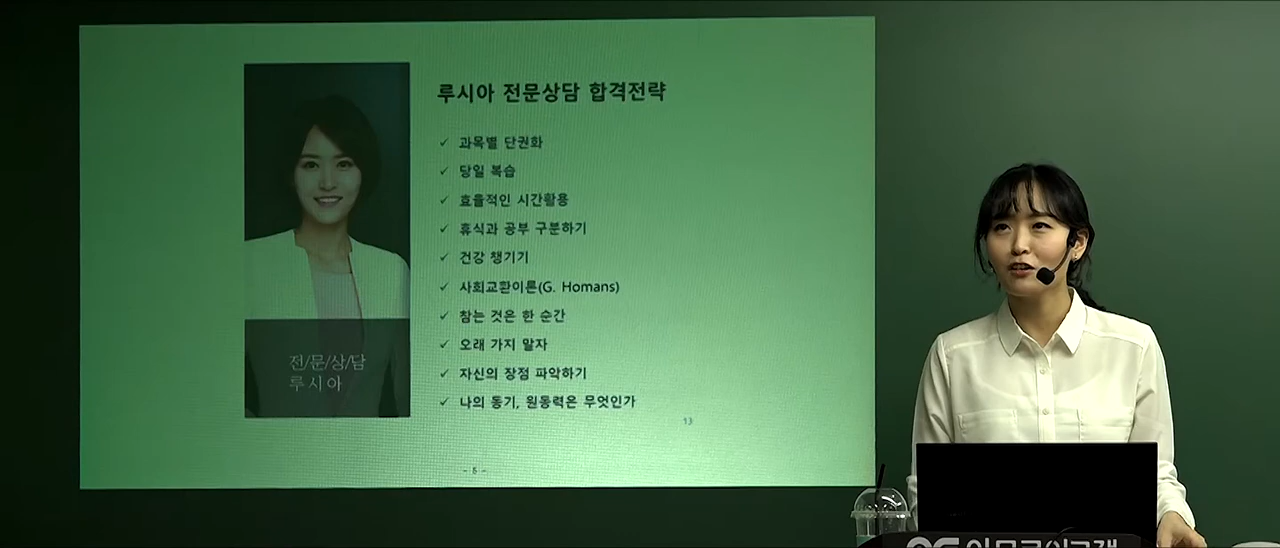 루시아 전문상담 합격전략
✓ 과목별 단권화
✓ 당일 복습
✓ 효율적인 시간활용
✓ 휴식과 공부 구분하기
✓ 건강 챙기기
✓ 사회교환이론(G. Homans)
✓ 참는 것은 한 순간
✓ 오래 가지 말자
✓ 자신의 장점 파악하기
✓ 나의 동기, 원동력은 무엇인가
전/문/상/담
루시아
13
- 5 -